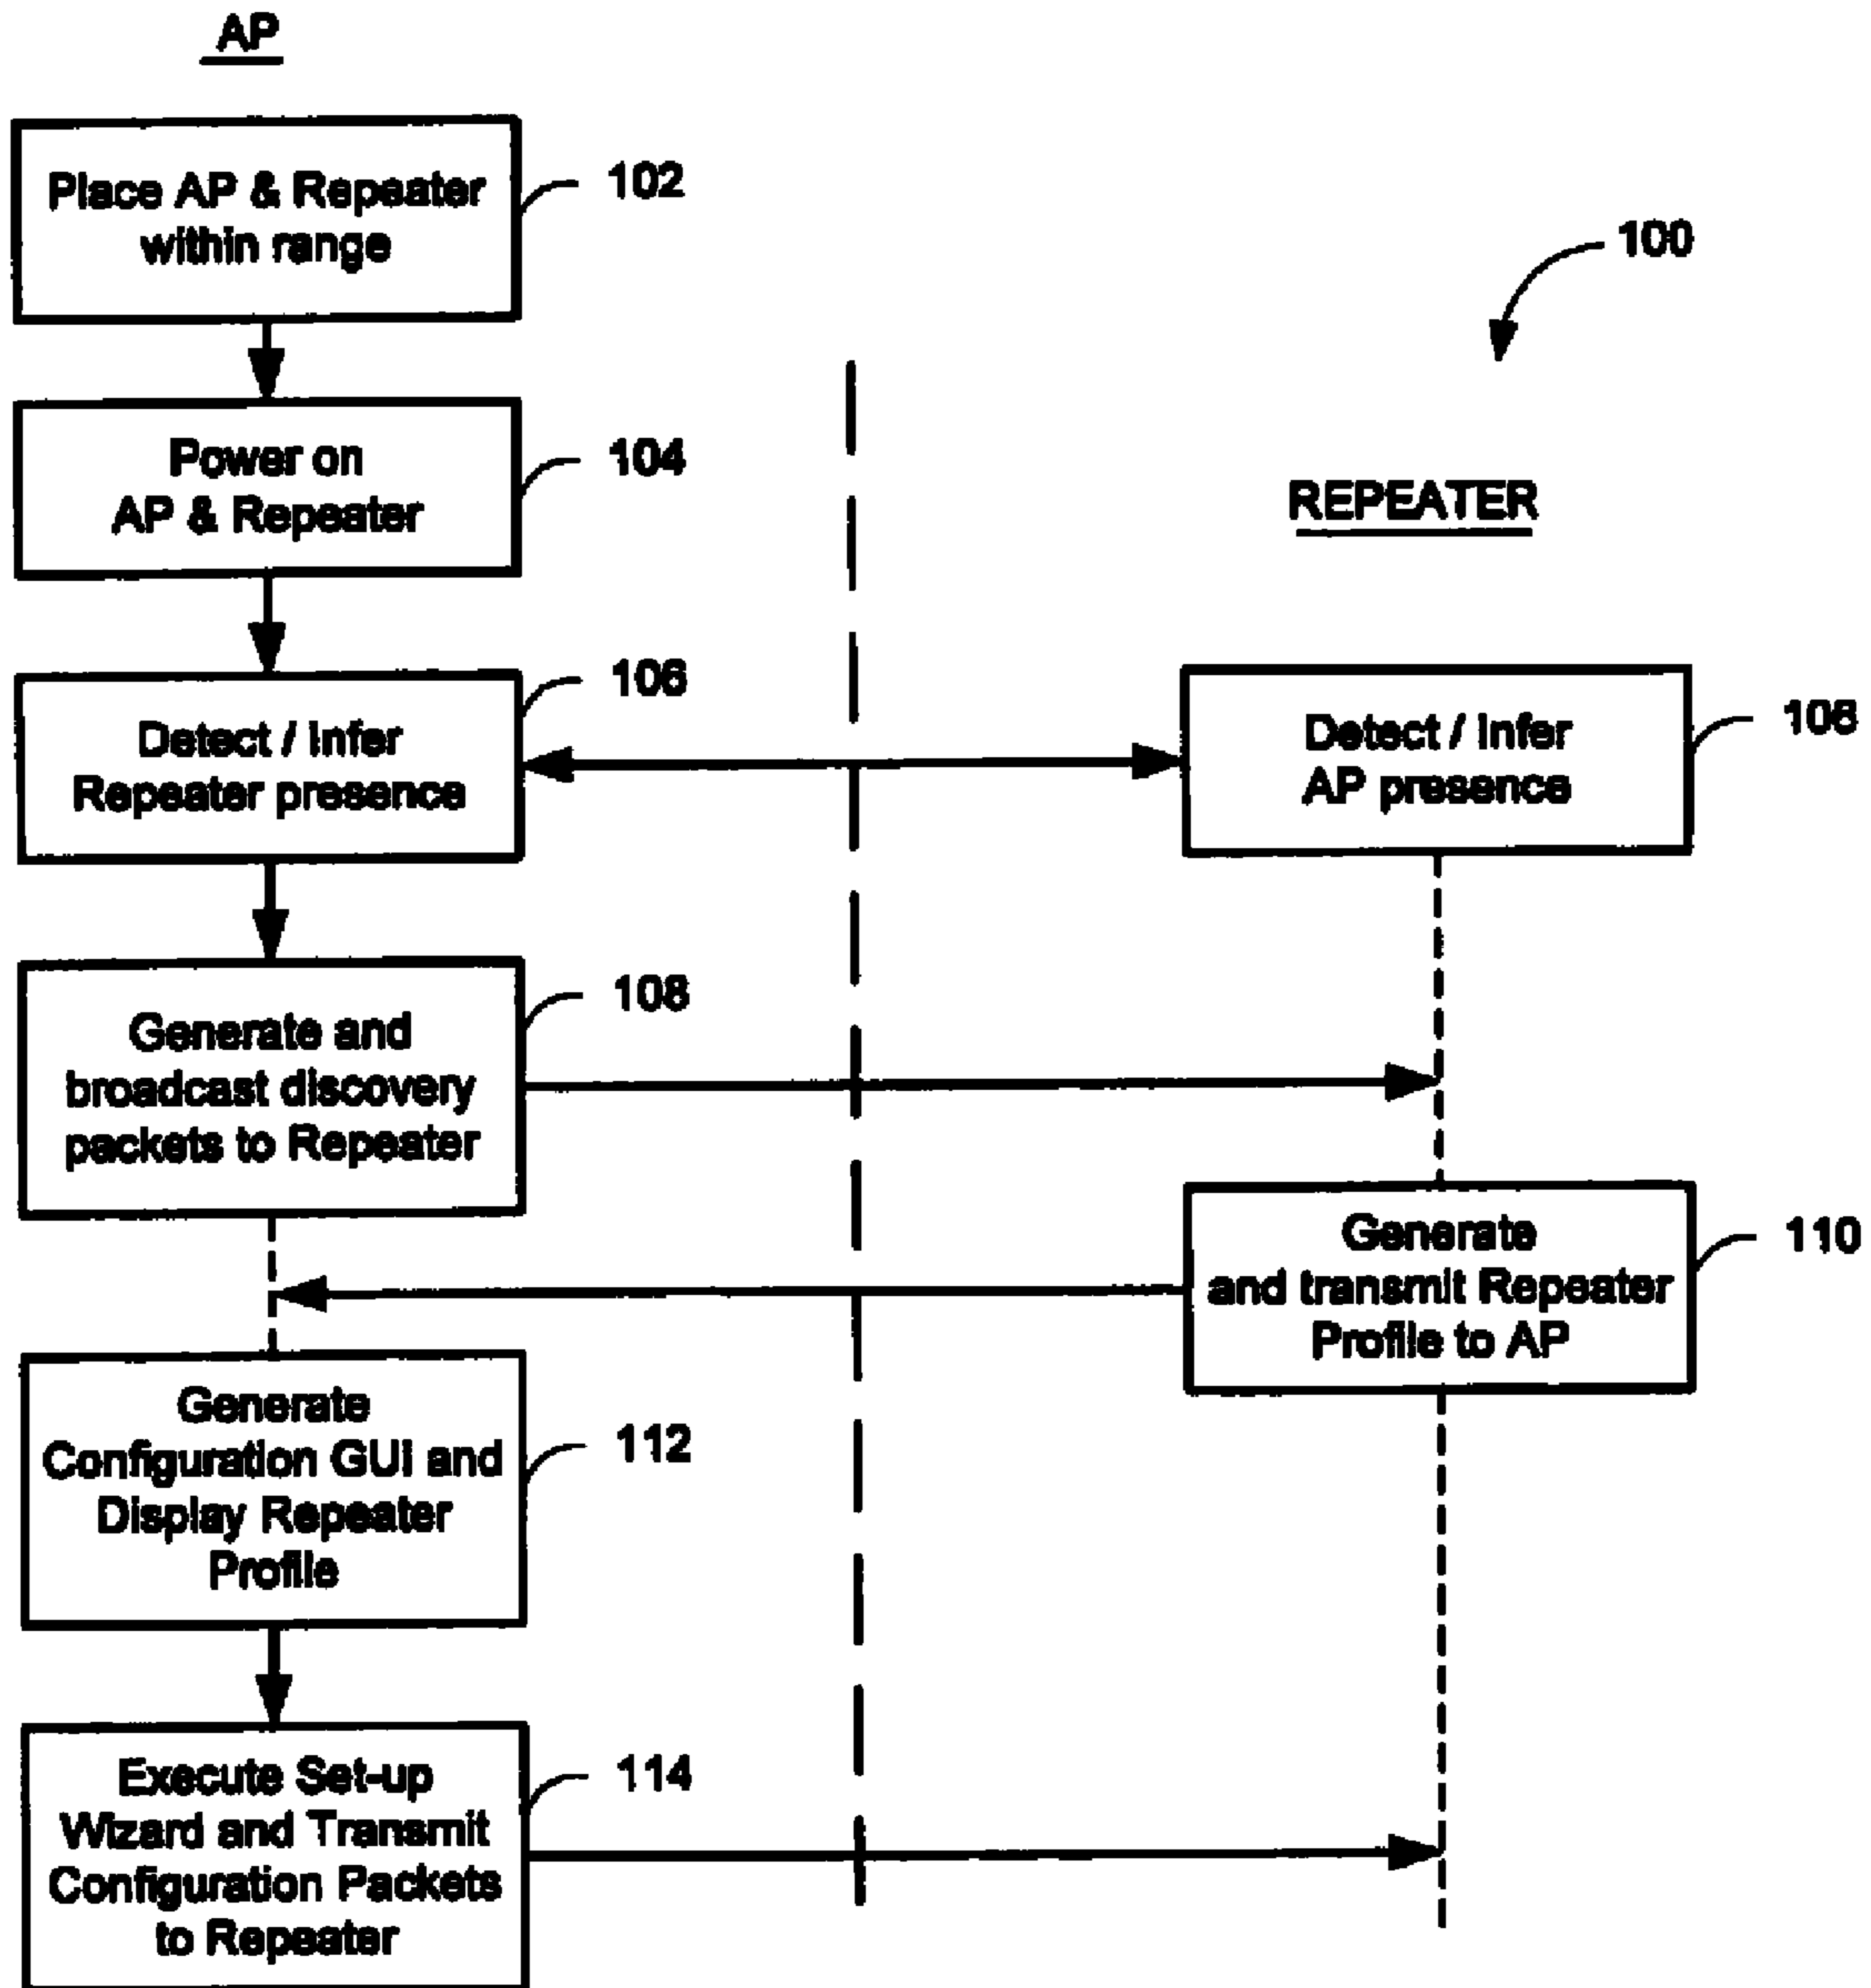 AP
Place AP & Repeater
within range
102
100
Power on
AP & Repeater
104
REPEATER
Detect / Infer
Repeater presence
106
Detect / Infer
AP presence
106
Generate and
broadcast discovery
packets to Repeater
108
Generate
and transmit Repeater
Profile to AP
110
Generate
Configuration GUI and
Display Repeater
Profile
112
Execute Set-up
Wizard and Transmit
Configuration Packets
to Repeater
114